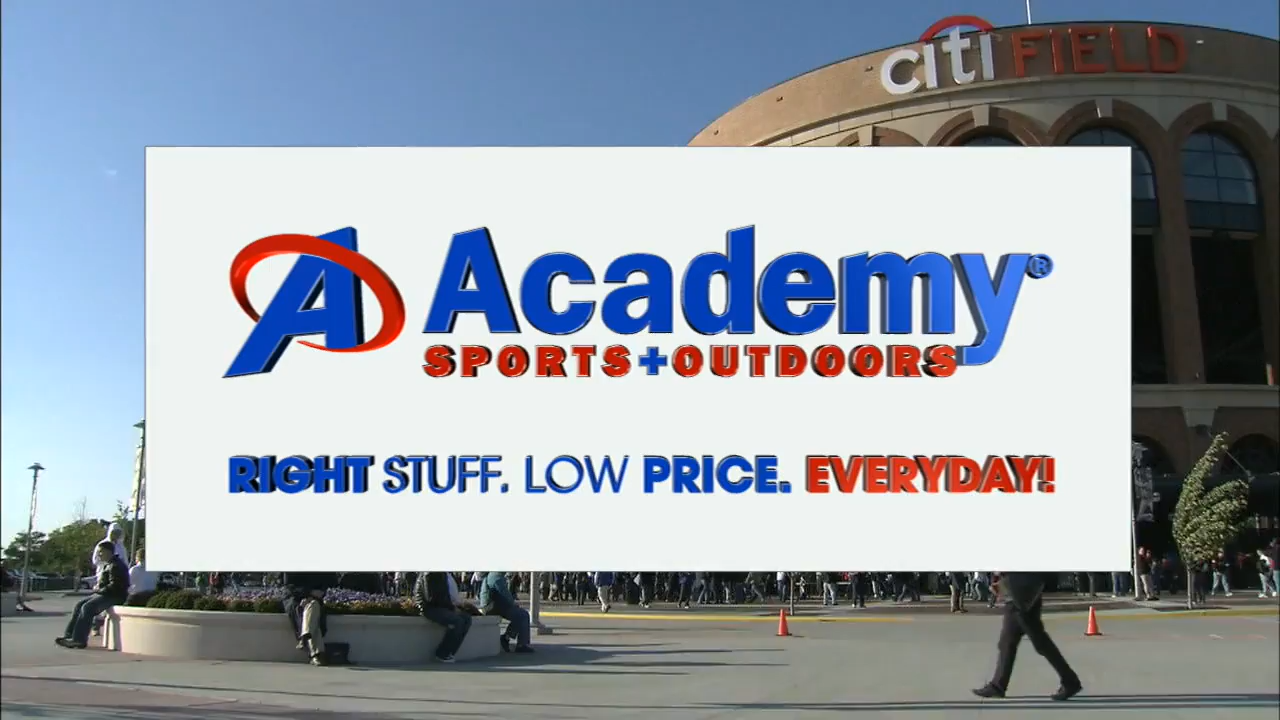 citi FIELD
A Academy®
SPORTS+OUTDOORS
RIGHT STUFF. LOW PRICE. EVERYDAY!